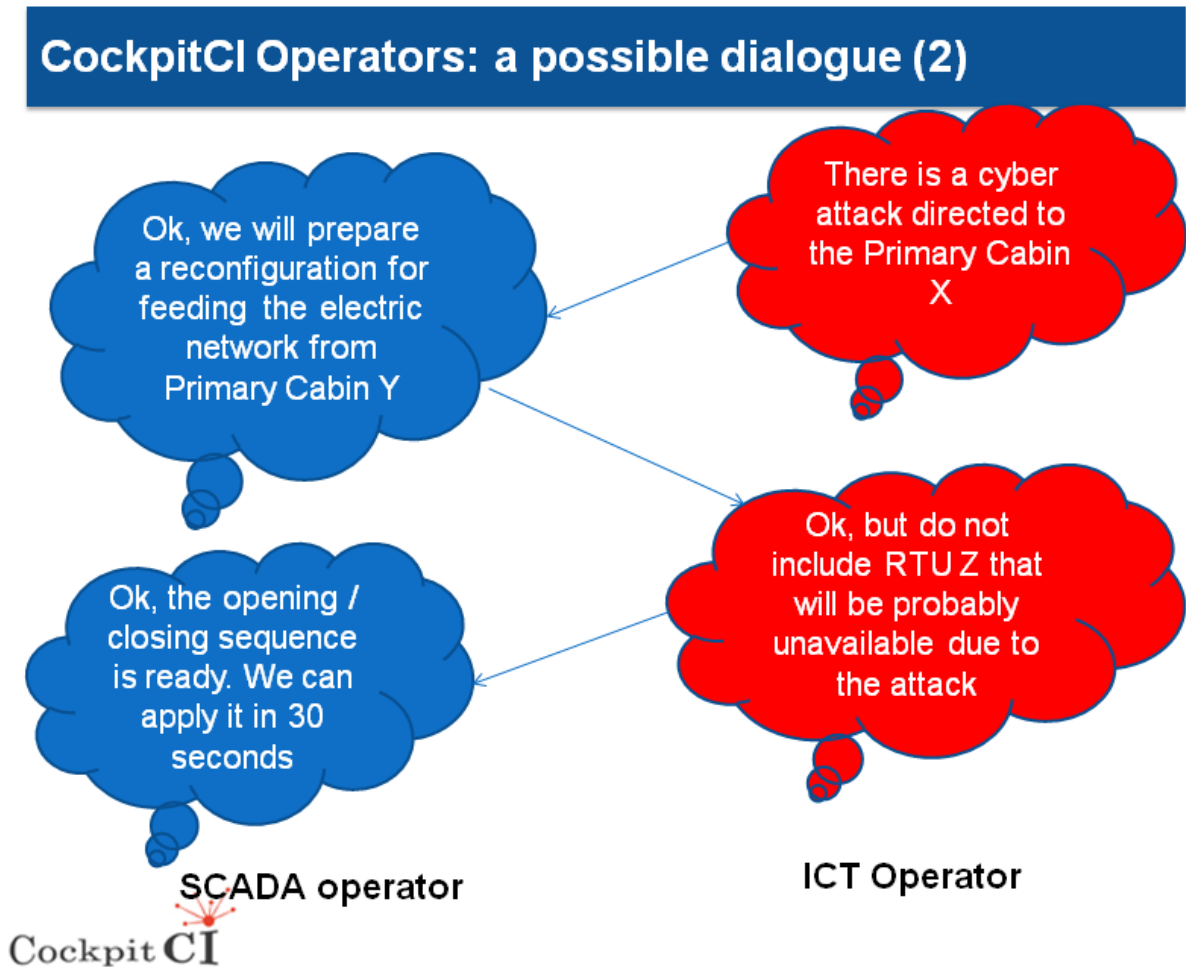 CockpitCI Operators: a possible dialogue (2)
There is a cyber
attack directed to
the Primary Cabin
X
Ok, we will prepare
a reconfiguration for
feeding the electric
network from
Primary Cabin Y
Ok, but do not
include RTU Z that
will be probably
unavailable due to
the attack
Ok, the opening /
closing sequence
is ready. We can
apply it in 30
seconds
SCADA operator
ICT Operator
Cockpit CI